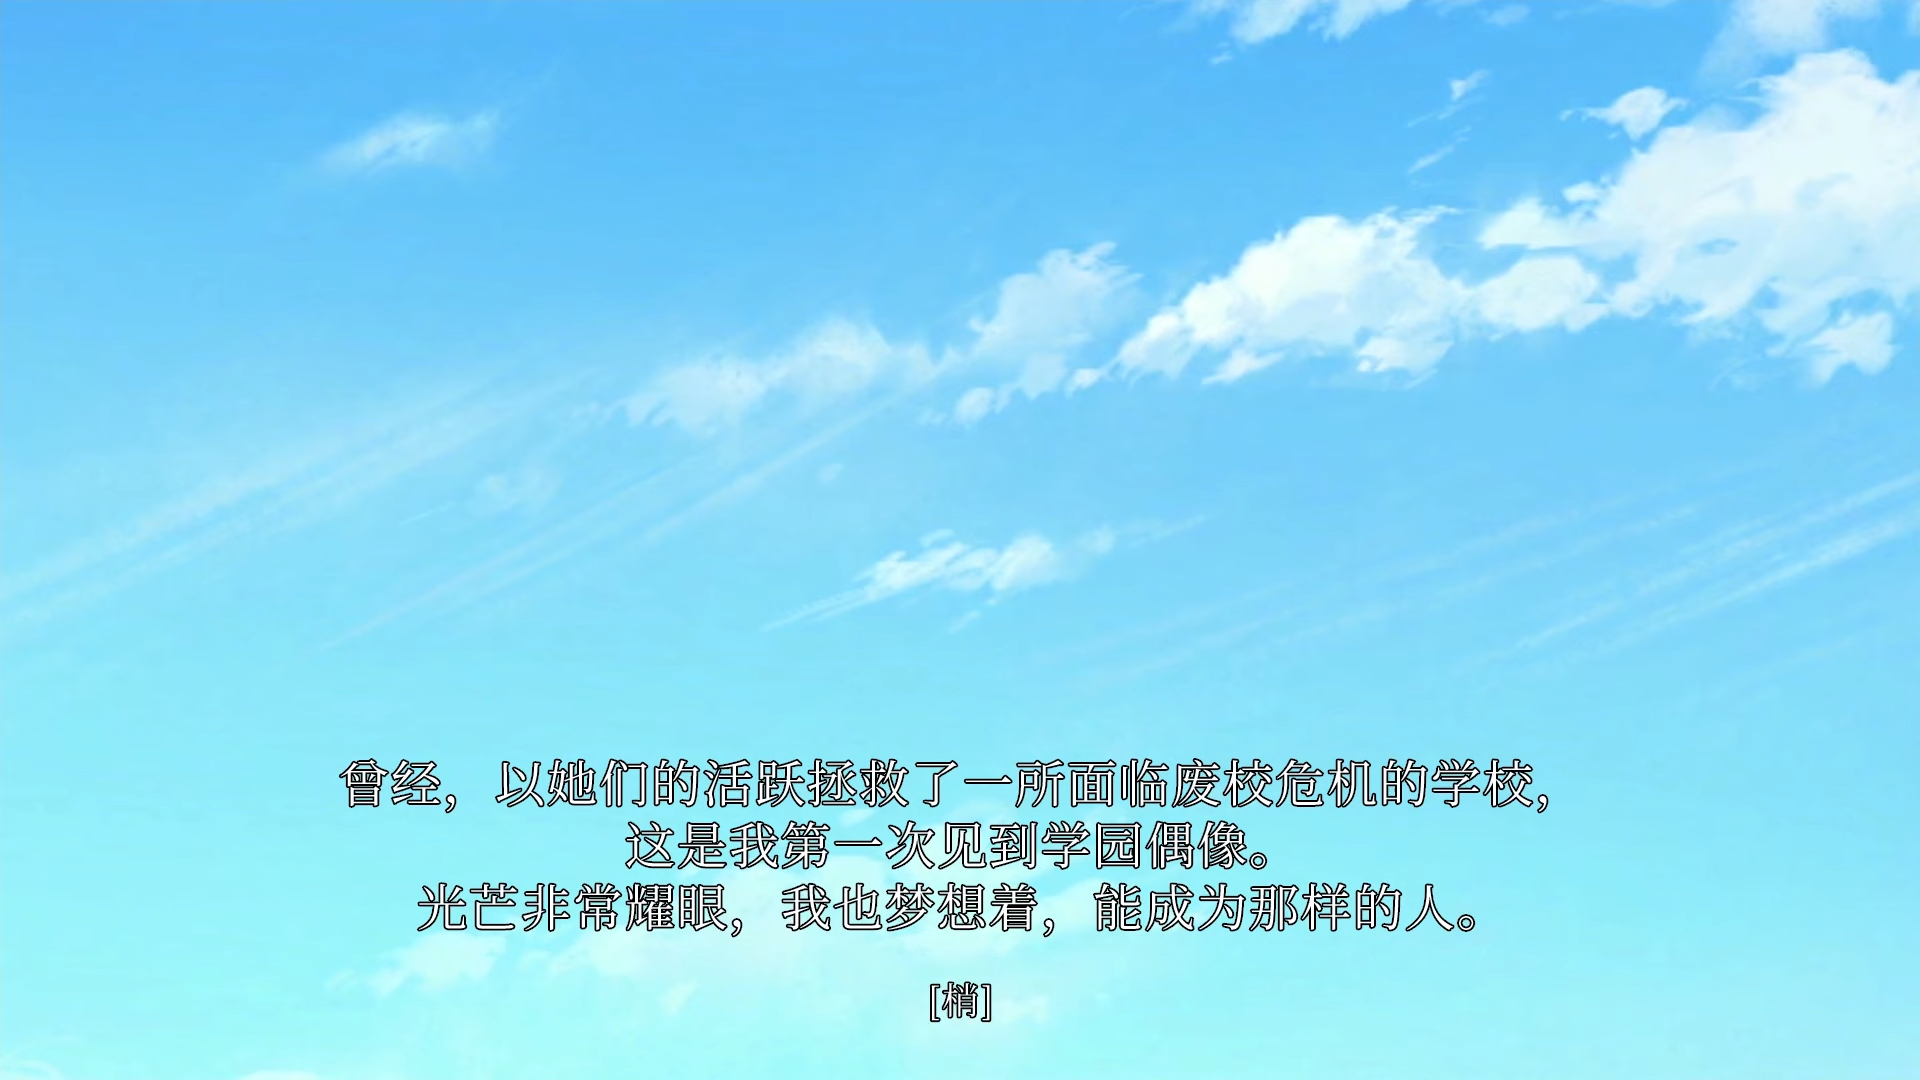 曾经，以她们的活跃拯救了一所面临废校危机的学校，
这是我第一次见到学园偶像。
光芒非常耀眼，我也梦想着，能成为那样的人。
[梢]